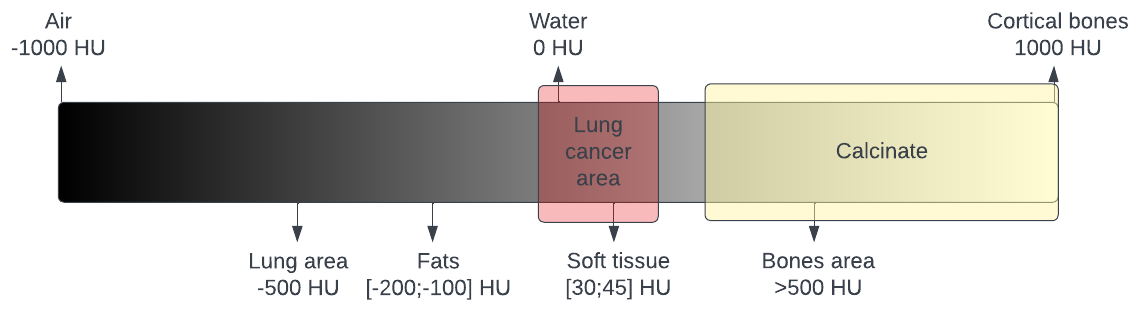 Air
-1000 HU
Water
0 HU
Cortical bones
1000 HU
Lung
cancer
area
Calcinate
Lung area
-500 HU
Fats
[-200;-100] HU
Soft tissue
[30;45] HU
Bones area
>500 HU